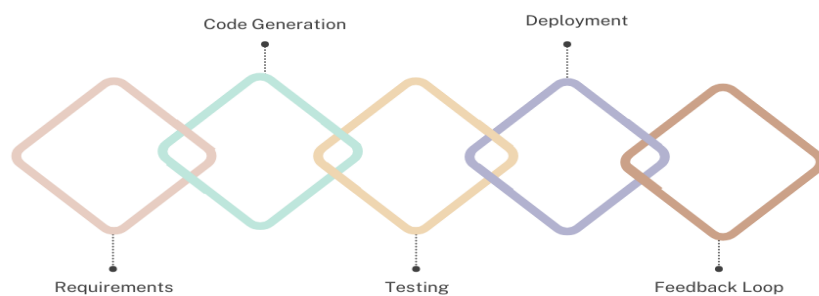 Code Generation
Deployment
Requirements
Testing
Feedback Loop